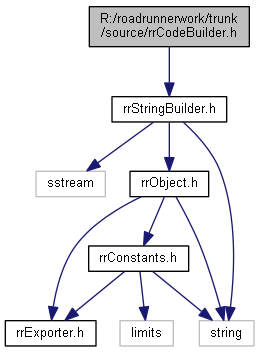 R:/roadrunnerwork/trunk
/source/rrCodeBuilder.h
rrStringBuilder.h
sstream
rrObject.h
rrConstants.h
rrExporter.h
limits
string